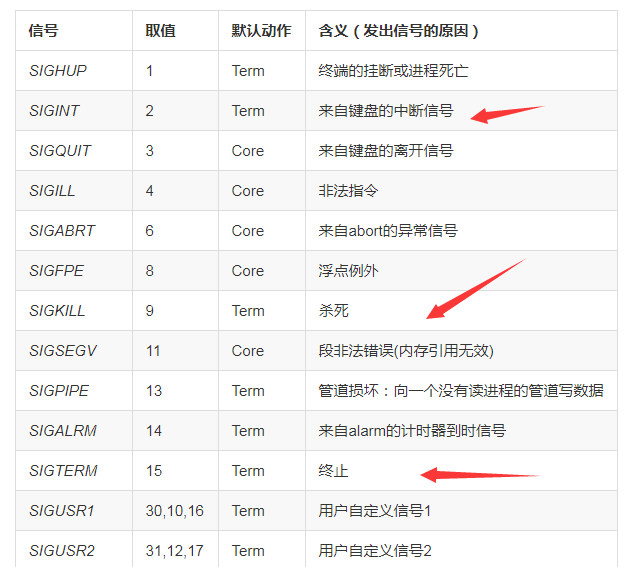 信号 取值 默认动作 含义（发出信号的原因）
SIGHUP 1 Term 终端的挂断或进程死亡
SIGINT 2 Term 来自键盘的中断信号
SIGQUIT 3 Core 来自键盘的离开信号
SIGILL 4 Core 非法指令
SIGABRT 6 Core 来自abort的异常信号
SIGFPE 8 Core 浮点例外
SIGKILL 9 Term 杀死
SIGSEGV 11 Core 段非法错误(内存引用无效)
SIGPIPE 13 Term 管道损坏：向一个没有读进程的管道写数据
SIGALRM 14 Term 来自alarm的计时器到时信号
SIGTERM 15 Term 终止
SIGUSR1 30,10,16 Term 用户自定义信号1
SIGUSR2 31,12,17 Term 用户自定义信号2